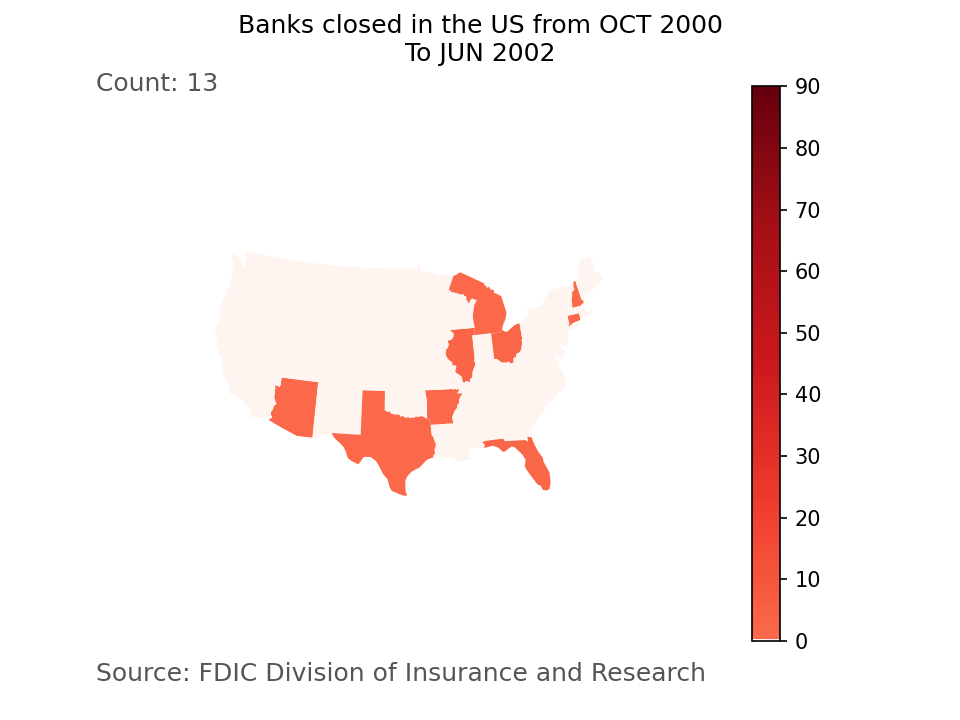 Banks closed in the US from OCT 2000
To JUN 2002
Count: 13
90
80
70
60
50
40
30
20
10
0
Source: FDIC Division of Insurance and Research